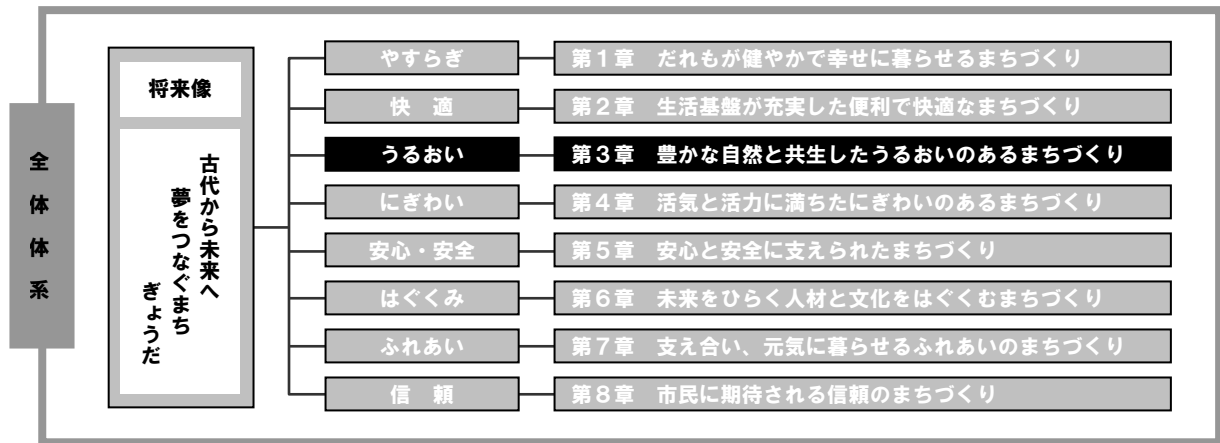 全体体系
将来像
古代から未来へ
夢をつなぐまち
ぎょうだ
やすらぎ
第1章　だれもが健やかで幸せに暮らせるまちづくり
快　適
第2章　生活基盤が充実した便利で快適なまちづくり
うるおい
第3章　豊かな自然と共生したうるおいのあるまちづくり
にぎわい
第4章　活気と活力に満ちたにぎわいのあるまちづくり
安心・安全
第5章　安心と安全に支えられたまちづくり
はぐくみ
第6章　未来をひらく人材と文化をはぐくむまちづくり
ふれあい
第7章　支え合い、元気に暮らせるふれあいのまちづくり
信　頼
第8章　市民に期待される信頼のまちづくり